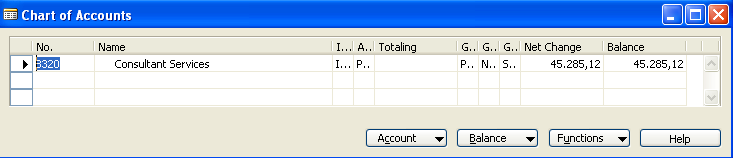 Chart of Accounts
No. Name I... A... Totaling G.. G.. G.. Net Change Balance
8320 Consultant Services I... P.. P.. N.. S.. 45.285,12 45.285,12
Account Balance Functions Help